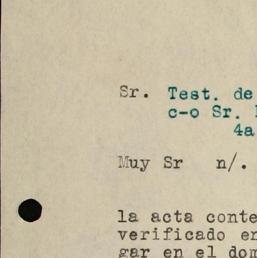 Sr. Test. de
c-o Sr.
4a
Muy Sr n/.
la acta conte
verificado en
gar en el dom